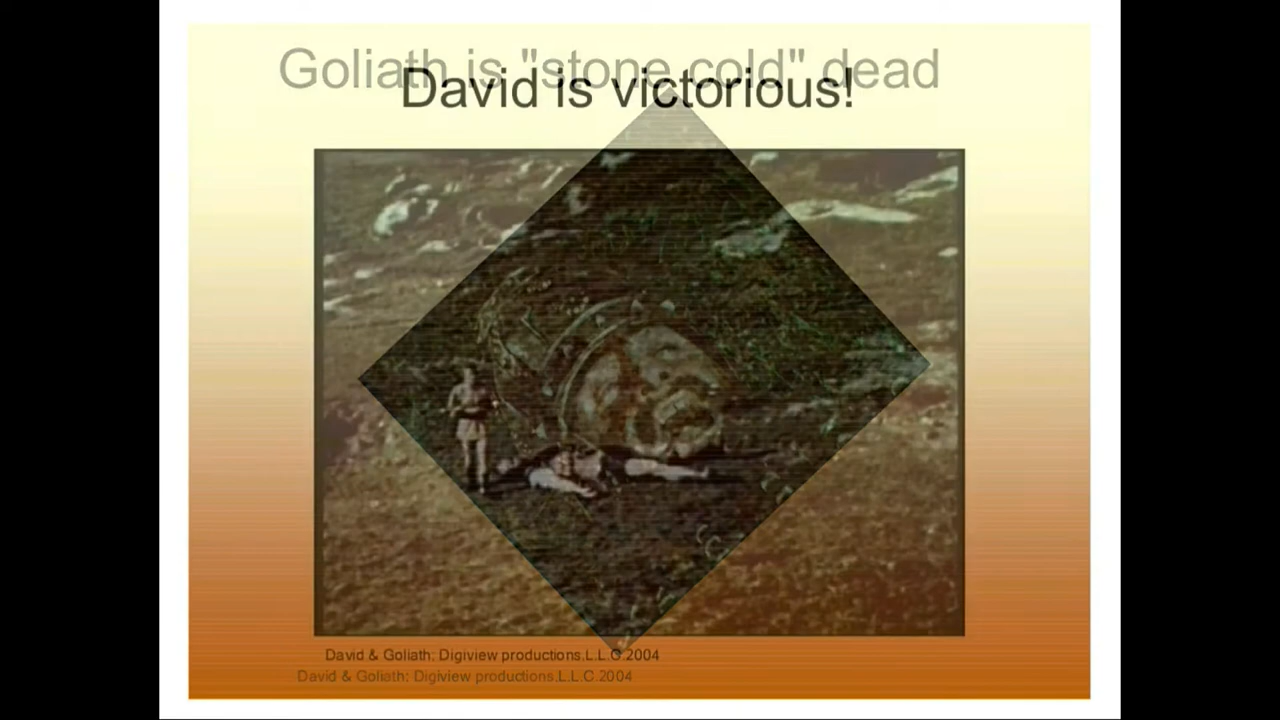 Goliath is "stone cold" dead
David is victorious!
David & Goliath: Digiview productions.L.L.C.2004
David & Goliath: Digiview productions.L.L.C.2004